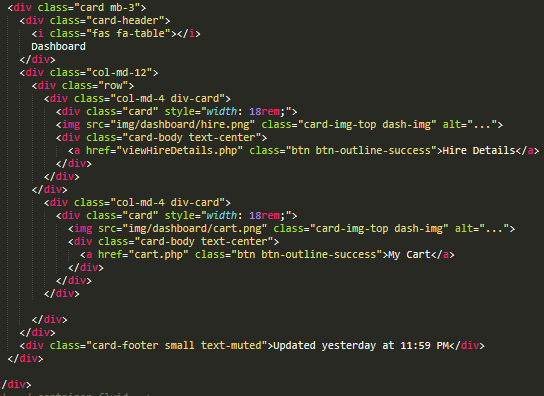 <div class="card mb-3">
<div class="card-header">
<i class="fas fa-table"></i>
Dashboard
</div>
<div class="col-md-12">
<div class="row">
<div class="col-md-4 div-card">
<div class="card" style="width: 18rem;">
<img src="img/dashboard/hire.png" class="card-img-top dash-img" alt="...">
<div class="card-body text-center">
<a href="viewHireDetails.php" class="btn btn-outline-success">Hire Details</a>
</div>
</div>
</div>
<div class="col-md-4 div-card">
<div class="card" style="width: 18rem;">
<img src="img/dashboard/cart.png" class="card-img-top dash-img" alt="...">
<div class="card-body text-center">
<a href="cart.php" class="btn btn-outline-success">My Cart</a>
</div>
</div>
</div>
</div>
</div>
<div class="card-footer small text-muted">Updated yesterday at 11:59 PM</div>
</div>
/div>